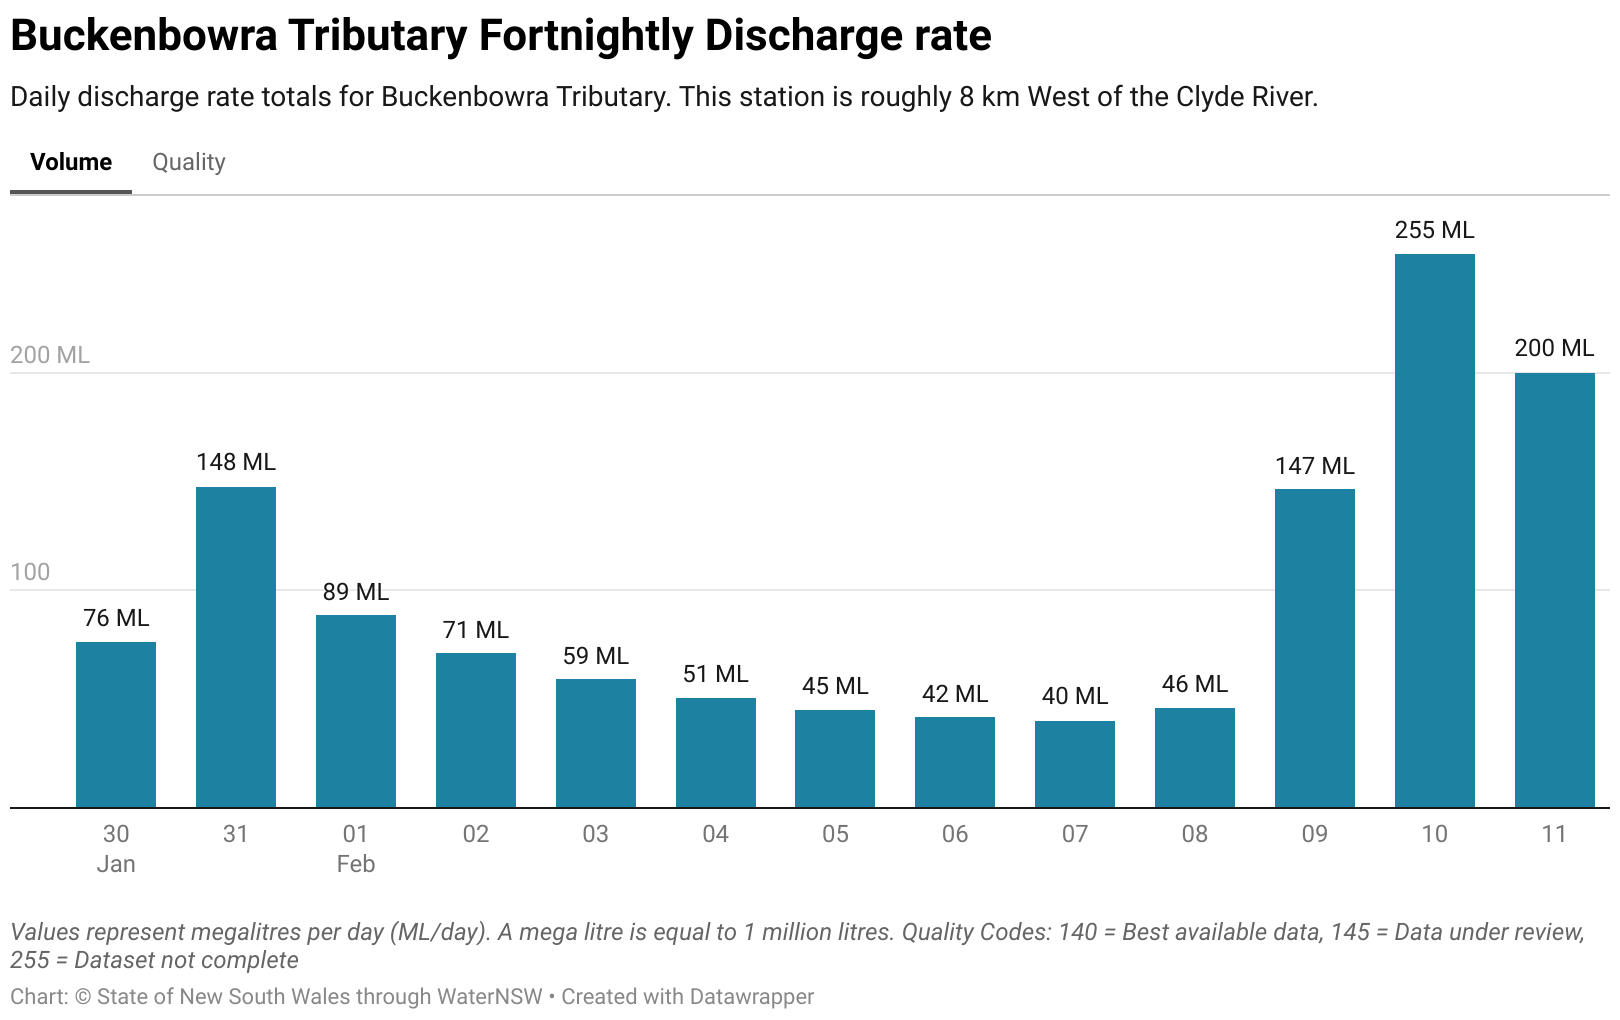 Buckenbowra Tributary Fortnightly Discharge rate
Daily discharge rate totals for Buckenbowra Tributary. This station is roughly 8 km West of the Clyde River.
Volume Quality
255 ML
200 ML
200 ML
148 ML
147 ML
100
89 ML
76 ML
71 ML
59 ML
51 ML
45 ML
42 ML
40 ML
46 ML
30 31 01 02 03 04 05 06 07 08 09 10 11
Jan Feb
Values represent megalitres per day (ML/day). A mega litre is equal to 1 million litres. Quality Codes: 140 = Best available data, 145 = Data under review,
255 = Dataset not complete
Chart: © State of New South Wales through WaterNSW • Created with Datawrapper